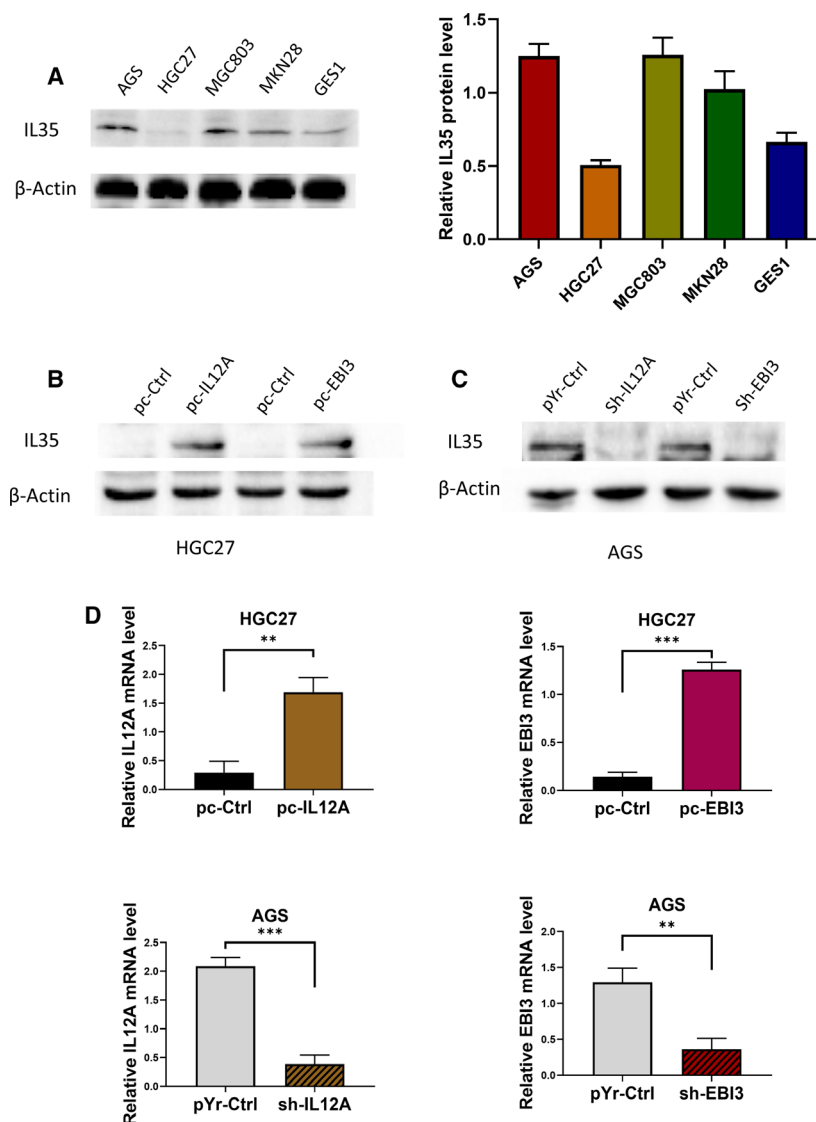 A
AGS HGC27 MGC803 MKN28 GES1
IL35
β-Actin
Relative IL35 protein level
1.5
1.0
0.5
0.0
AGS HGC27 MGC803 MKN28 GES1
B
pc-Ctrl pc-IL12A pc-Ctrl pc-EBI3
IL35
β-Actin
HGC27
C
pYr-Ctrl Sh-IL12A pYr-Ctrl Sh-EBI3
IL35
β-Actin
AGS
D
HGC27
**
Relative IL12A mRNA level
2.5
2.0
1.5
1.0
0.5
0.0
pc-Ctrl pc-IL12A
HGC27
***
Relative EBI3 mRNA level
1.5
1.0
0.5
0.0
pc-Ctrl pc-EBI3
AGS
***
Relative IL12A mRNA level
2.5
2.0
1.5
1.0
0.5
0.0
pYr-Ctrl sh-IL12A
AGS
**
Relative EBI3 mRNA level
2.0
1.5
1.0
0.5
0.0
pYr-Ctrl sh-EBI3